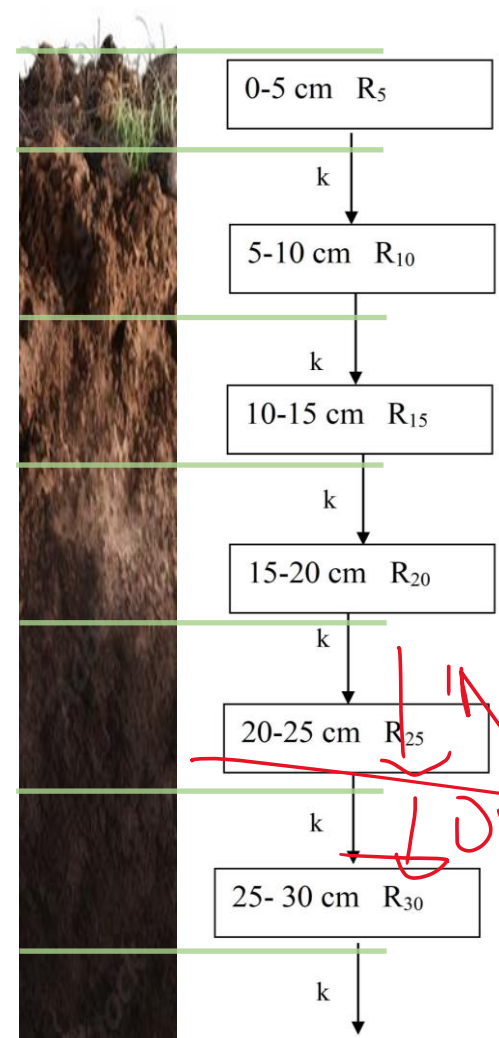 0-5 cm R₅
k
5-10 cm R₁₀
k
10-15 cm R₁₅
k
15-20 cm R₂₀
k
20-25 cm R₂₅
k
25- 30 cm R₃₀
k